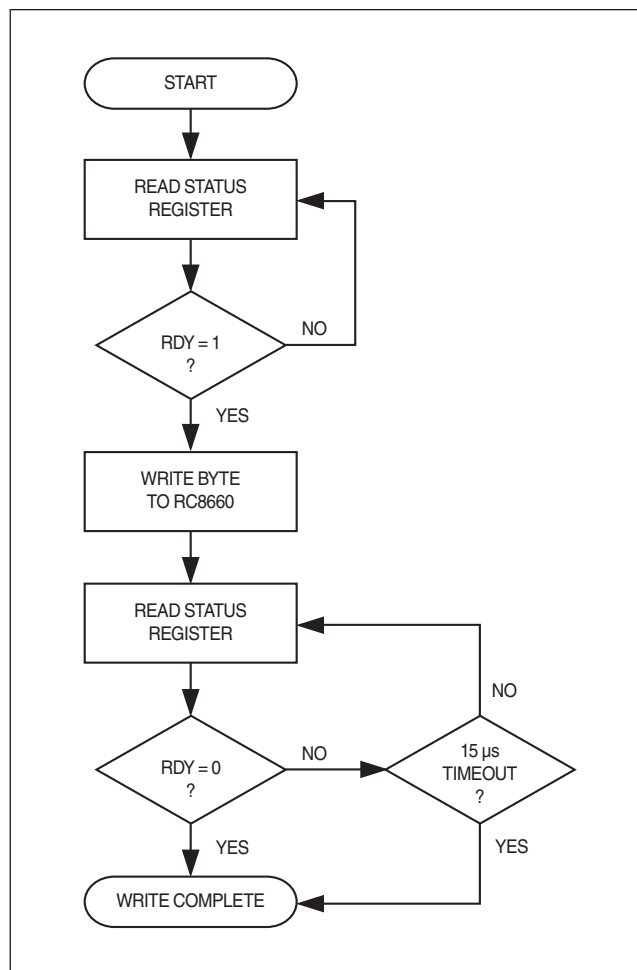 START
READ STATUS
REGISTER
NO
RDY = 1
?
YES
WRITE BYTE
TO RC8660
READ STATUS
REGISTER
NO
RDY = 0
?
NO
15 µs
TIMEOUT
?
YES
YES
WRITE COMPLETE